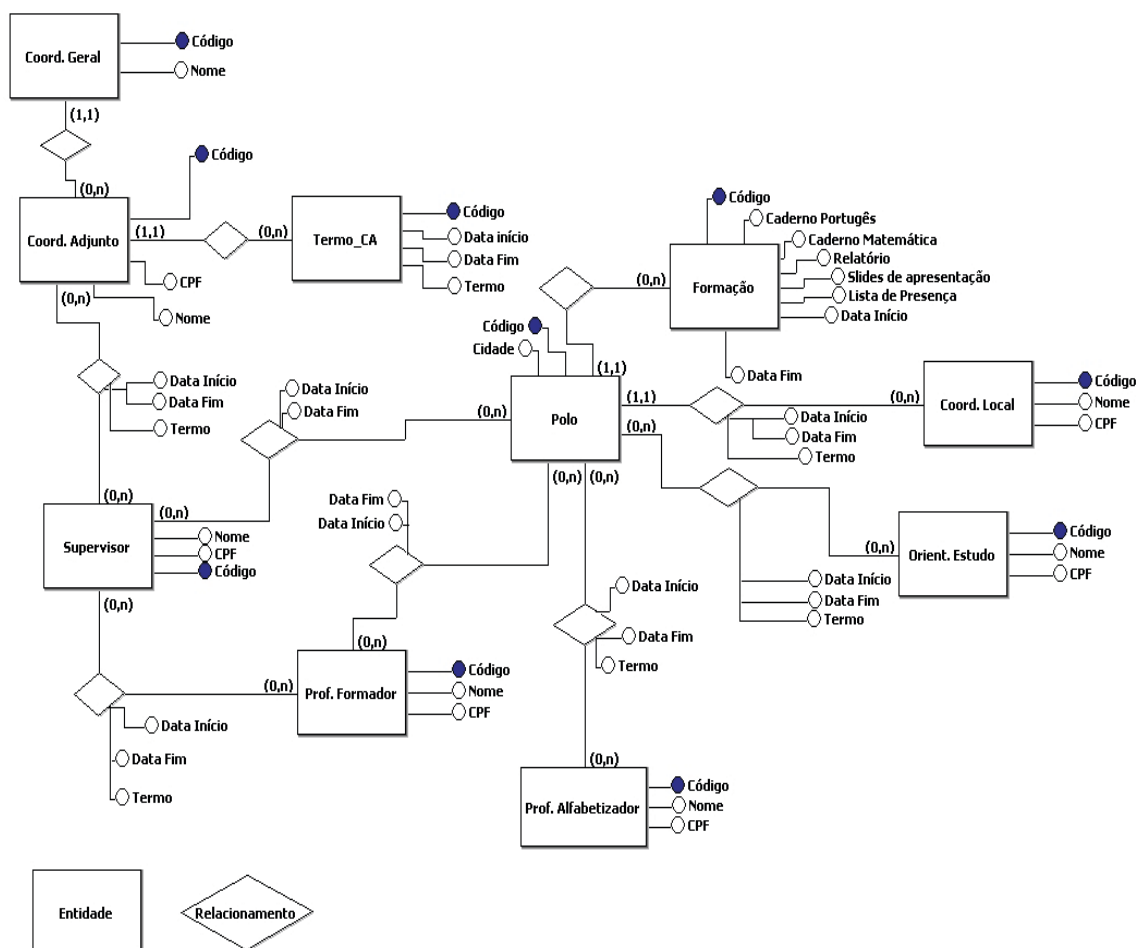 Coord. Geral
Código
Nome
(1,1)
(0,n)
Coord. Adjunto
Código
(1,1)
CPF
Nome
(0,n)
(0,n)
Termo_CA
Código
Data início
Data Fim
Termo
Formação
(0,n)
Código
Caderno Portugês
Caderno Matemática
Relatório
Slides de apresentação
Lista de Presença
Data Início
Data Fim
Data Início
Data Fim
Termo
Data Início
Data Fim
(0,n)
Código
Cidade
(1,1)
Polo
(1,1)
(0,n)
(0,n)
(0,n)
Data Início
Data Fim
Termo
(0,n)
Coord. Local
Código
Nome
CPF
(0,n)
(0,n)
Supervisor
Nome
CPF
Código
(0,n)
Data Fim
Data Início
Data Início
Data Fim
Termo
(0,n)
Orient. Estudo
Código
Nome
CPF
Data Início
Data Fim
Termo
(0,n)
(0,n)
Prof. Formador
Código
Nome
CPF
Data Início
Data Fim
Termo
(0,n)
Prof. Alfabetizador
Código
Nome
CPF
Entidade
Relacionamento